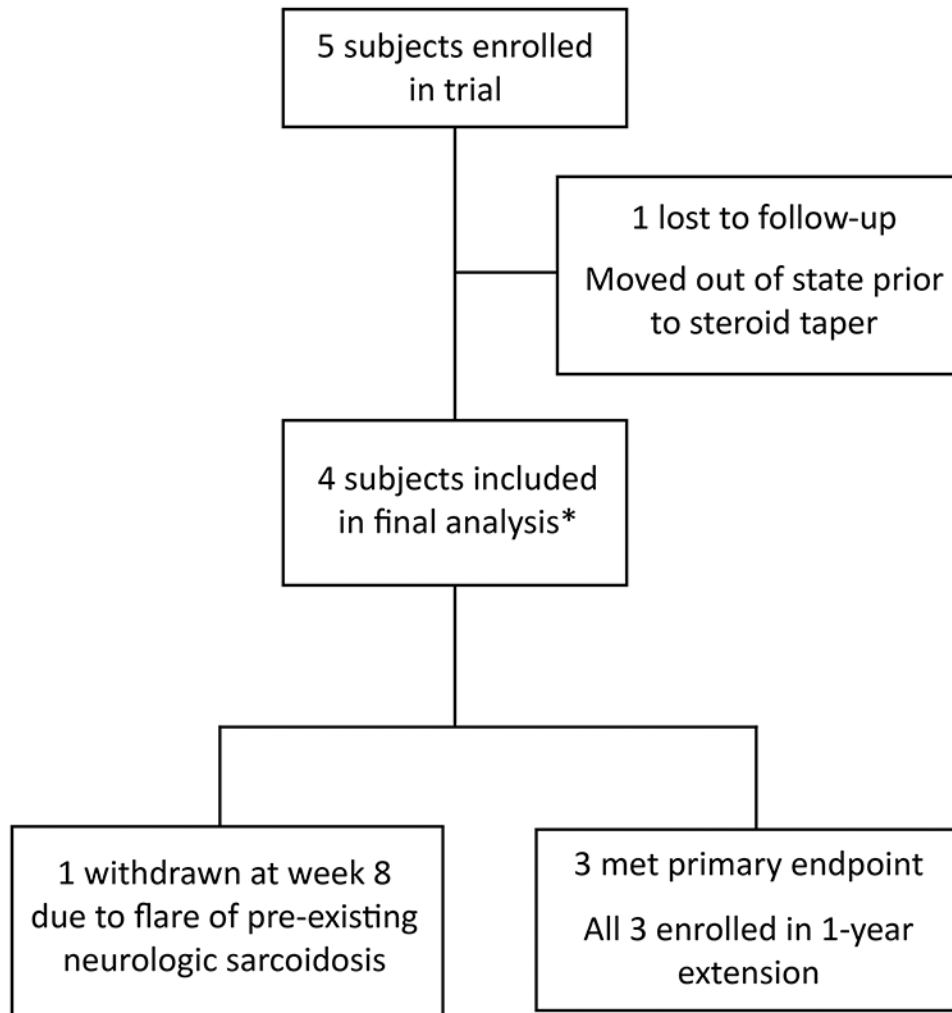 5 subjects enrolled
in trial
1 lost to follow-up
Moved out of state prior
to steroid taper
4 subjects included
in final analysis*
1 withdrawn at week 8
due to flare of pre-existing
neurologic sarcoidosis
3 met primary endpoint
All 3 enrolled in 1-year
extension